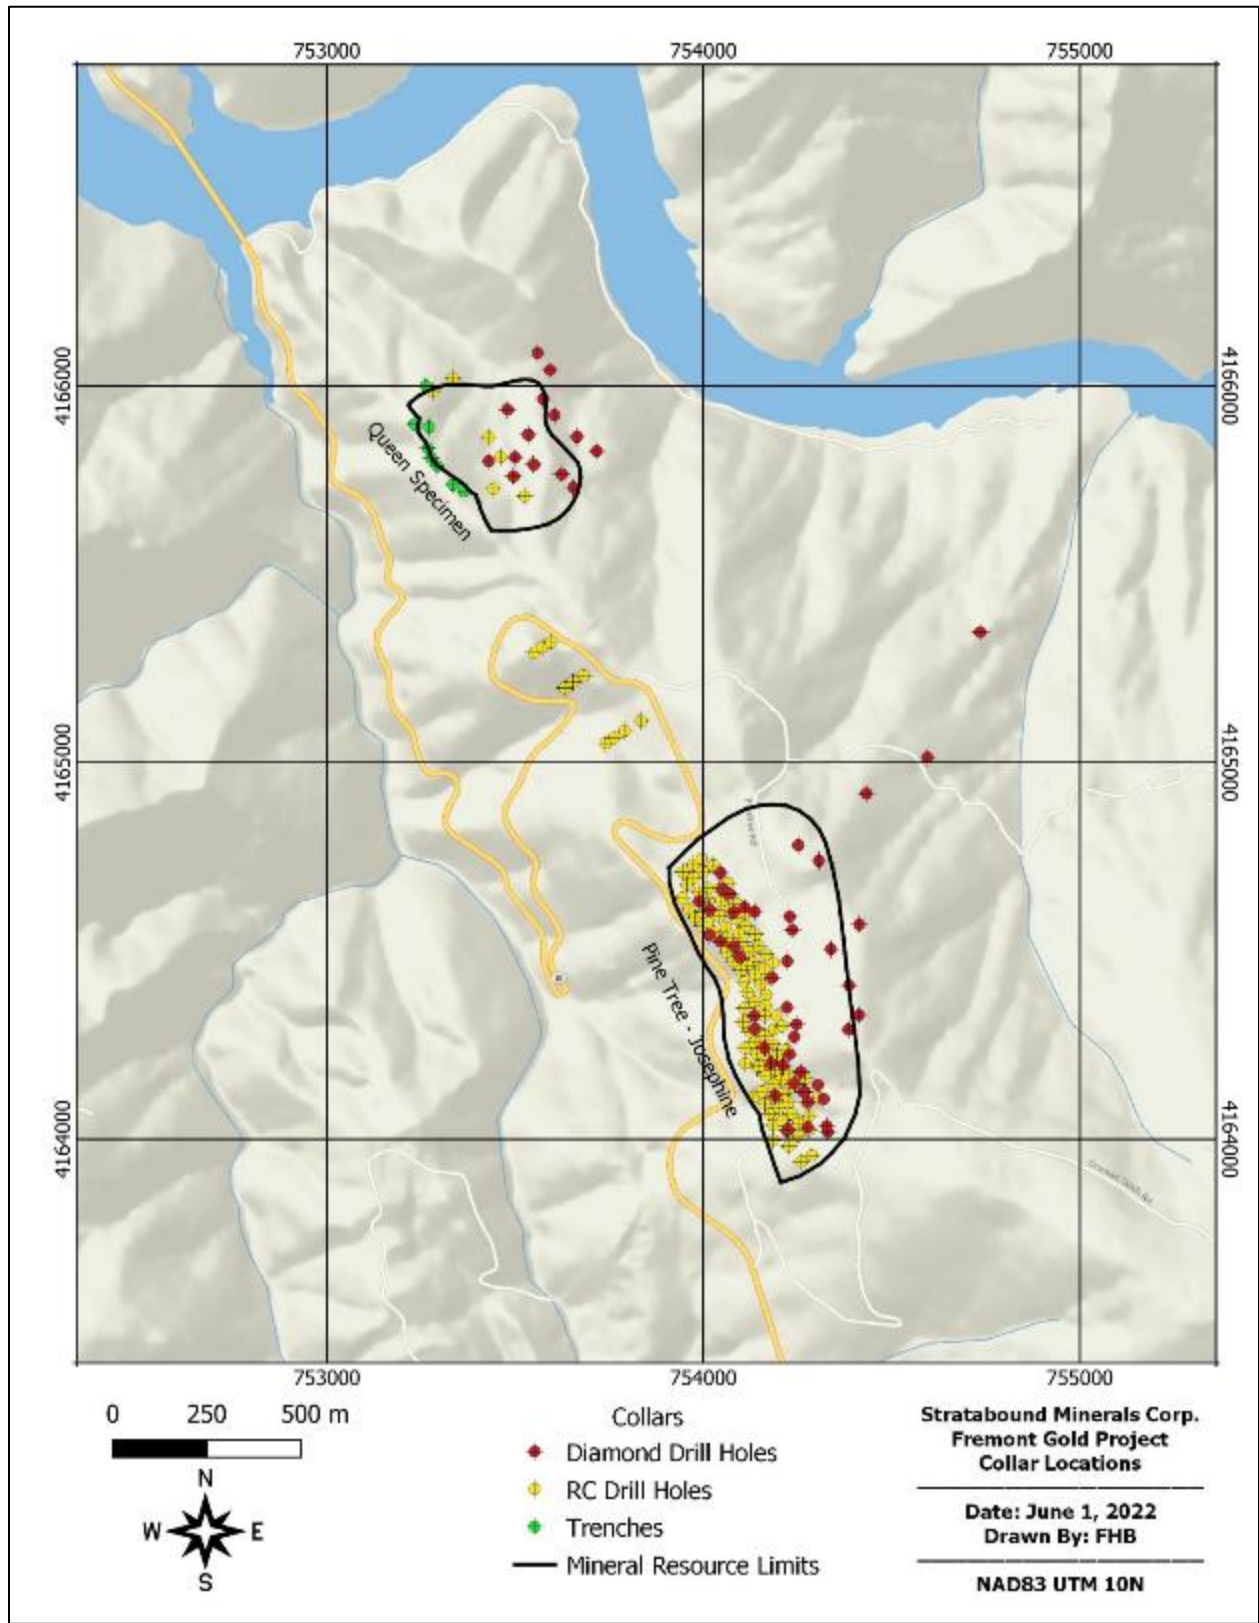 753000 754000 755000
4166000 4166000
Queen Specimen
4165000 4165000
Pine Tree - Josephine
4164000 4164000
753000 754000 755000
0 250 500 m
N
W E
S
Collars
Diamond Drill Holes
RC Drill Holes
Trenches
Mineral Resource Limits
Stratabound Minerals Corp.
Fremont Gold Project
Collar Locations
Date: June 1, 2022
Drawn By: FHB
NAD83 UTM 10N